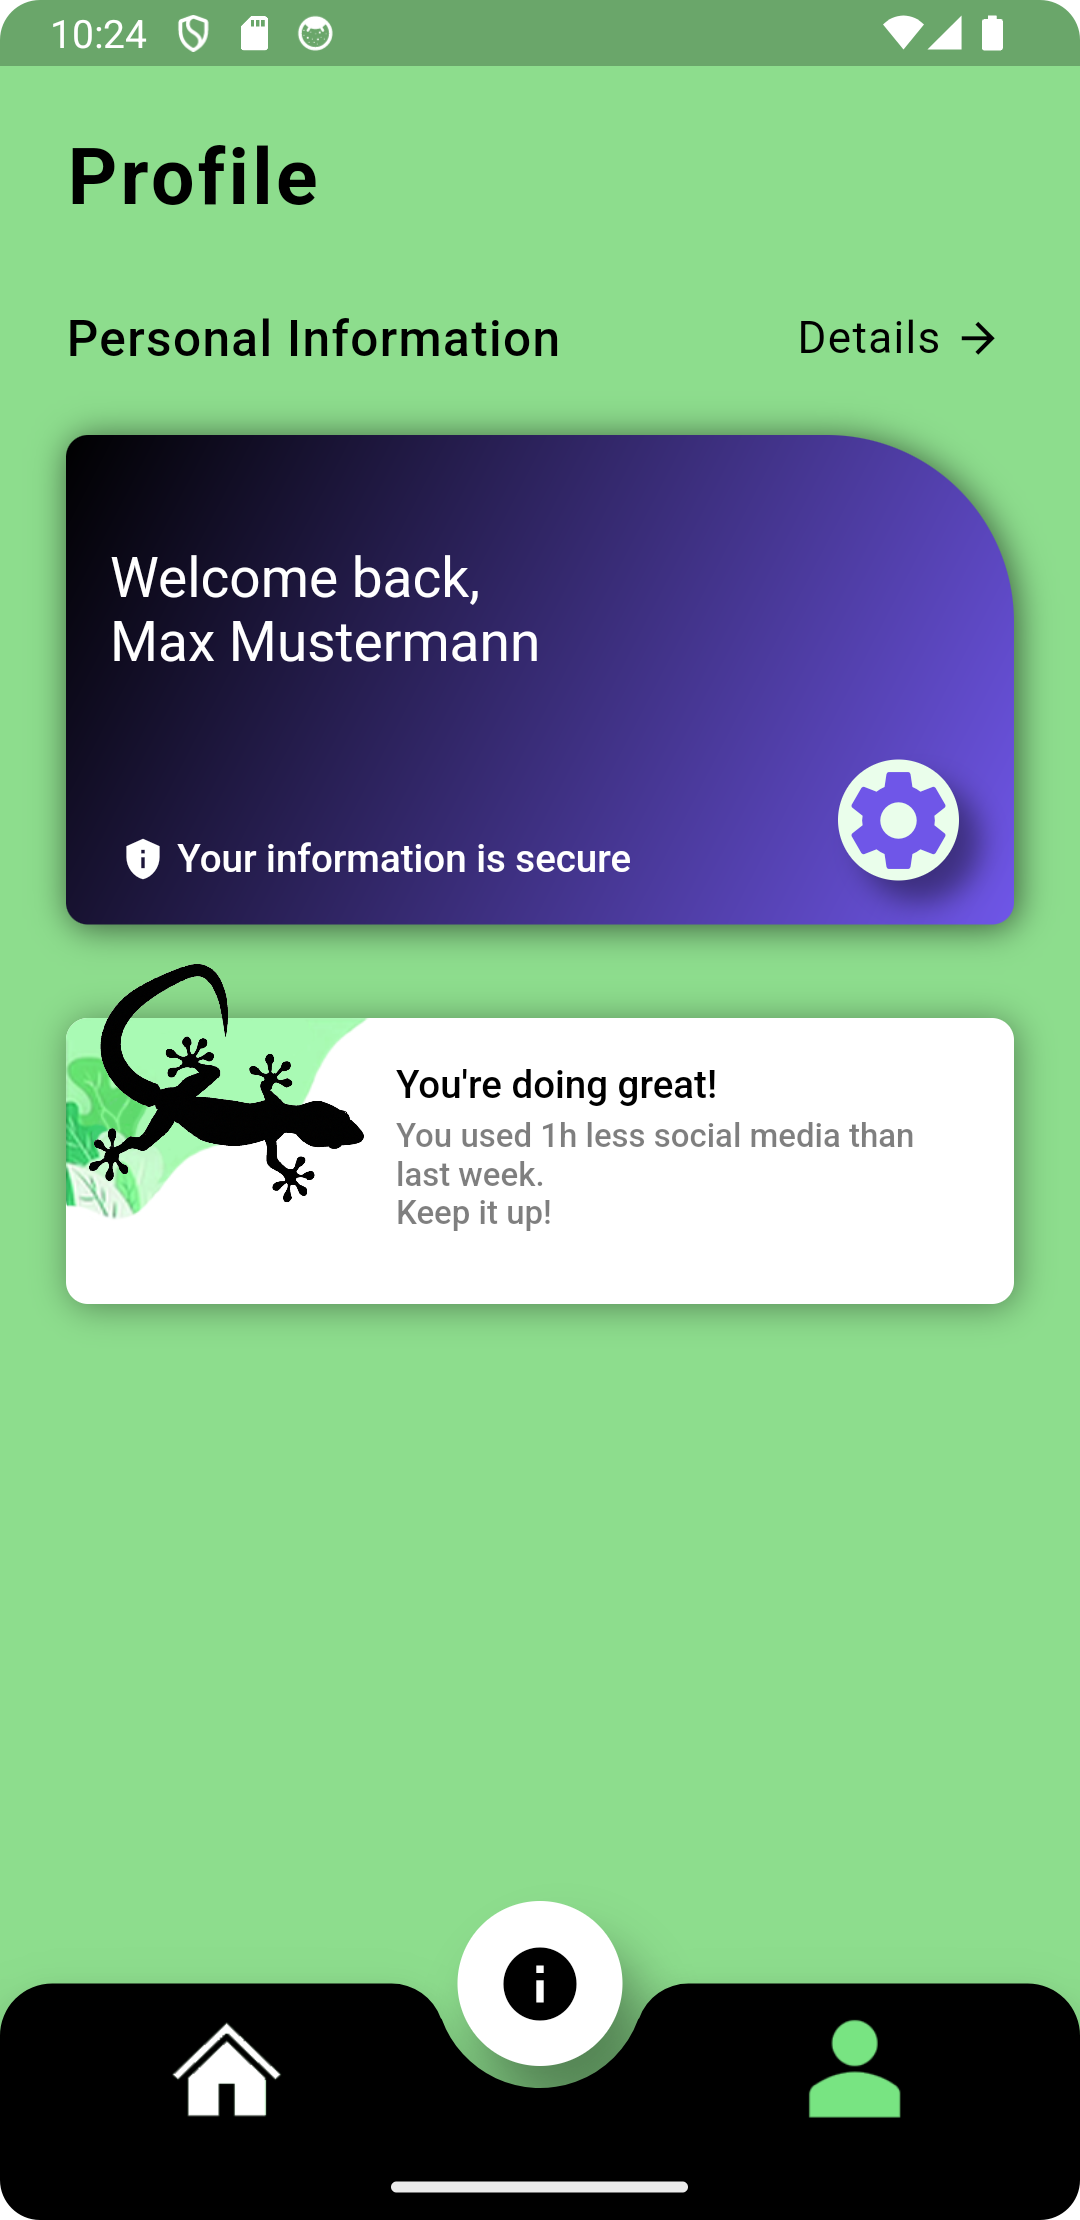 10:24
Profile
Personal Information
Details
Welcome back,
Max Mustermann
Your information is secure
You're doing great!
You used 1h less social media than
last week.
Keep it up!